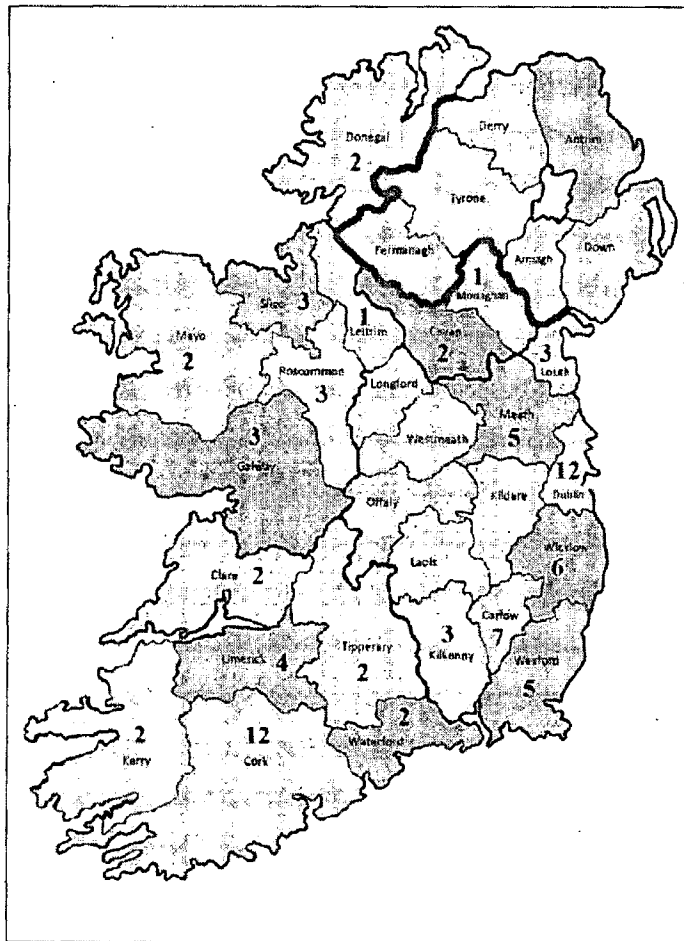 Donegal
2
Derry
Antrim
Tyrone
Fermanagh
Armagh
Down
1
Monaghan
Sligo
3
1
Leitrim
Cavan
2
3
Louth
Mayo
2
Roscommon
3
Longford
Meath
5
Westmeath
3
Galway
12
Dublin
Offaly
Kildare
Wicklow
6
Laois
Clare
2
Carlow
7
3
Kilkenny
Tipperary
2
Limerick
4
Wexford
5
2
Waterford
2
Kerry
12
Cork